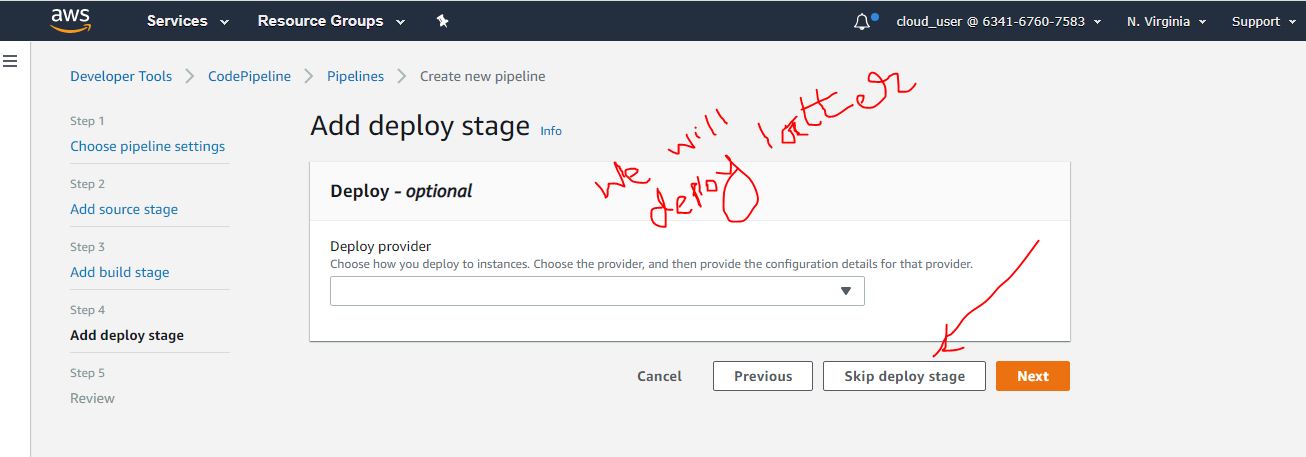 aws
Services
Resource Groups
cloud_user @ 6341-6760-7583
N. Virginia
Support
Developer Tools
CodePipeline
Pipelines
Create new pipeline
Step 1
Choose pipeline settings
Step 2
Add source stage
Step 3
Add build stage
Step 4
Add deploy stage
Step 5
Review
Add deploy stage Info
we will
deploy latter
Deploy - optional
Deploy provider
Choose how you deploy to instances. Choose the provider, and then provide the configuration details for that provider.
Cancel
Previous
Skip deploy stage
Next